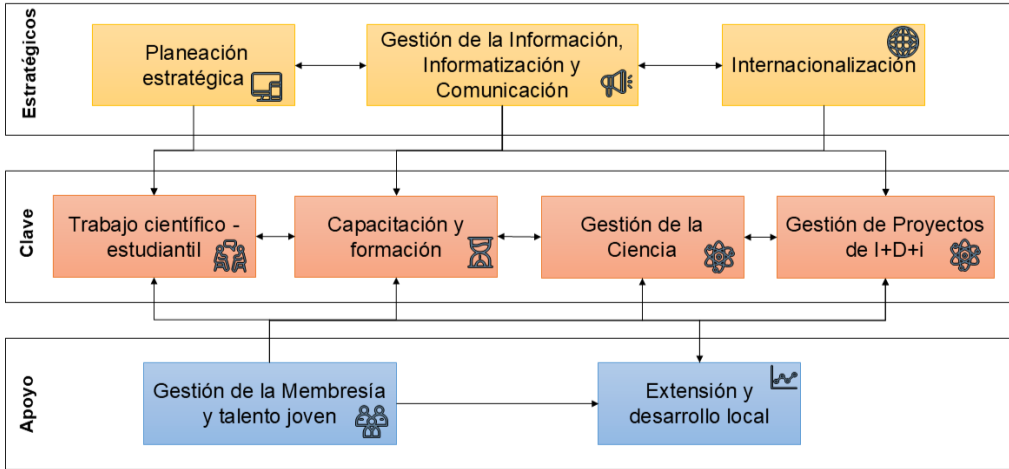 Estratégicos
Planeación
estratégica
Gestión de la Información,
Informatización y
Comunicación
Internacionalización
Clave
Trabajo científico -
estudiantil
Capacitación y
formación
Gestión de la
Ciencia
Gestión de Proyectos
de I+D+i
Apoyo
Gestión de la Membresía
y talento joven
Extensión y
desarrollo local